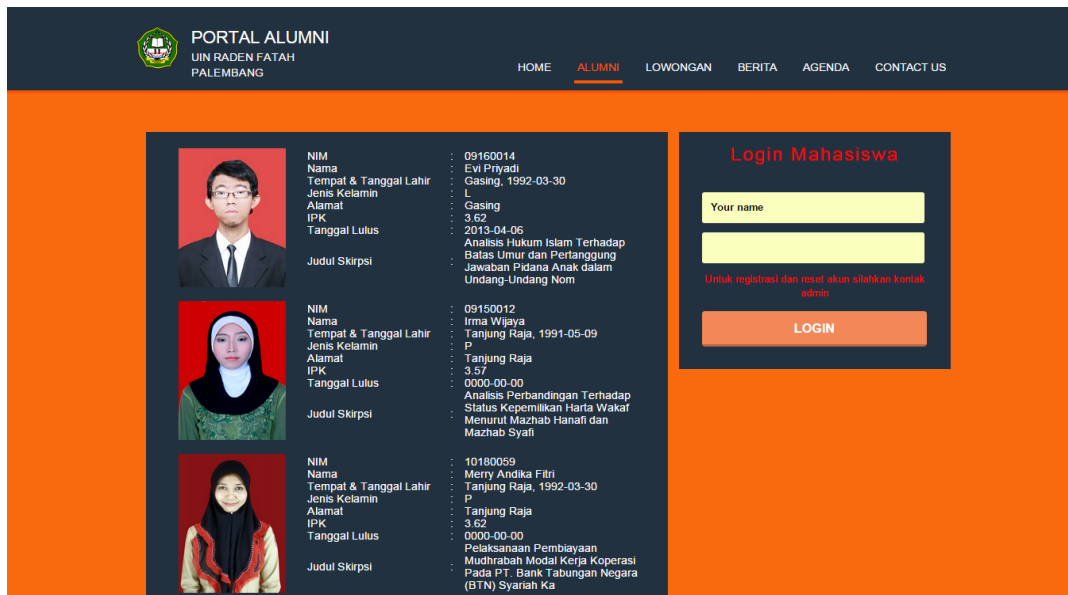 PORTAL ALUMNI
UIN RADEN FATAH
PALEMBANG
HOME ALUMNI LOWONGAN BERITA AGENDA CONTACT US
NIM : 09160014
Nama : Evi Priyadi
Tempat & Tanggal Lahir : Gasing, 1992-03-30
Jenis Kelamin : L
Alamat : Gasing
IPK : 3.62
Tanggal Lulus : 2013-04-06
Judul Skirpsi : Analisis Hukum Islam Terhadap
Batas Umur dan Pertanggung
Jawaban Pidana Anak dalam
Undang-Undang Nom
NIM : 09150012
Nama : Irma Wijaya
Tempat & Tanggal Lahir : Tanjung Raja, 1991-05-09
Jenis Kelamin : P
Alamat : Tanjung Raja
IPK : 3.57
Tanggal Lulus : 0000-00-00
Judul Skirpsi : Analisis Perbandingan Terhadap
Status Kepemilikan Harta Wakaf
Menurut Mazhab Hanafi dan
Mazhab Syafi
NIM : 10180059
Nama : Merry Andika Fitri
Tempat & Tanggal Lahir : Tanjung Raja, 1992-03-30
Jenis Kelamin : P
Alamat : Tanjung Raja
IPK : 3.62
Tanggal Lulus : 0000-00-00
Judul Skirpsi : Pelaksanaan Pembiayaan
Mudhrabah Modal Kerja Koperasi
Pada PT. Bank Tabungan Negara
(BTN) Syariah Ka
Login Mahasiswa
Your name
Untuk registrasi dan reset akun silahkan kontak
admin
LOGIN